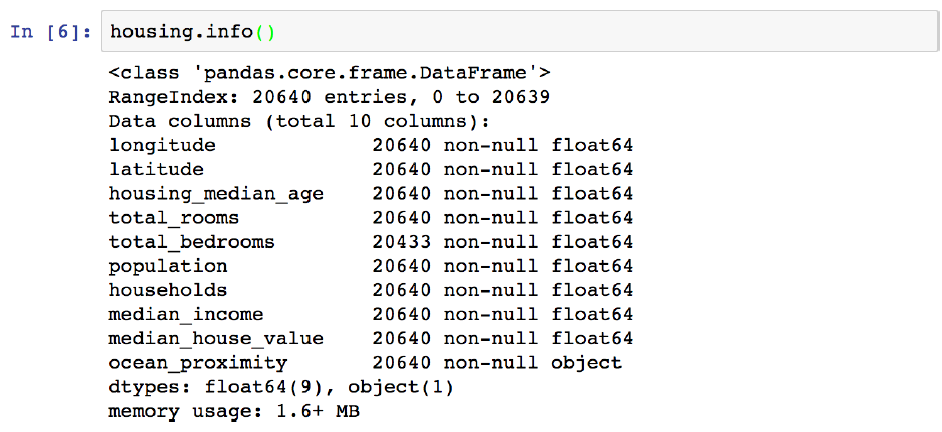 In [6]: housing.info()
<class 'pandas.core.frame.DataFrame'>
RangeIndex: 20640 entries, 0 to 20639
Data columns (total 10 columns):
longitude             20640 non-null float64
latitude              20640 non-null float64
housing_median_age    20640 non-null float64
total_rooms           20640 non-null float64
total_bedrooms        20433 non-null float64
population            20640 non-null float64
households            20640 non-null float64
median_income         20640 non-null float64
median_house_value    20640 non-null float64
ocean_proximity       20640 non-null object
dtypes: float64(9), object(1)
memory usage: 1.6+ MB